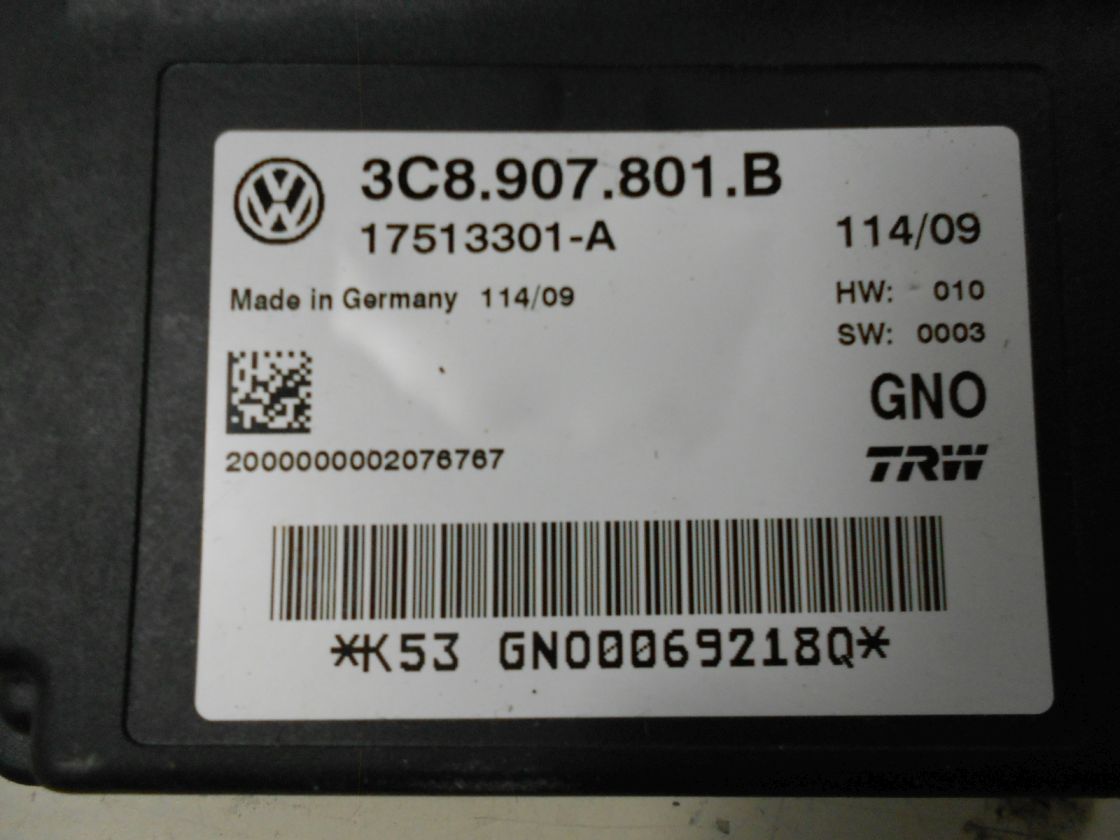 3C8.907.801.B
17513301-A
114/09
Made in Germany 114/09
HW: 010
SW: 0003
GNO
2000000002076767
TRW
*K53 GNO0069218Q*